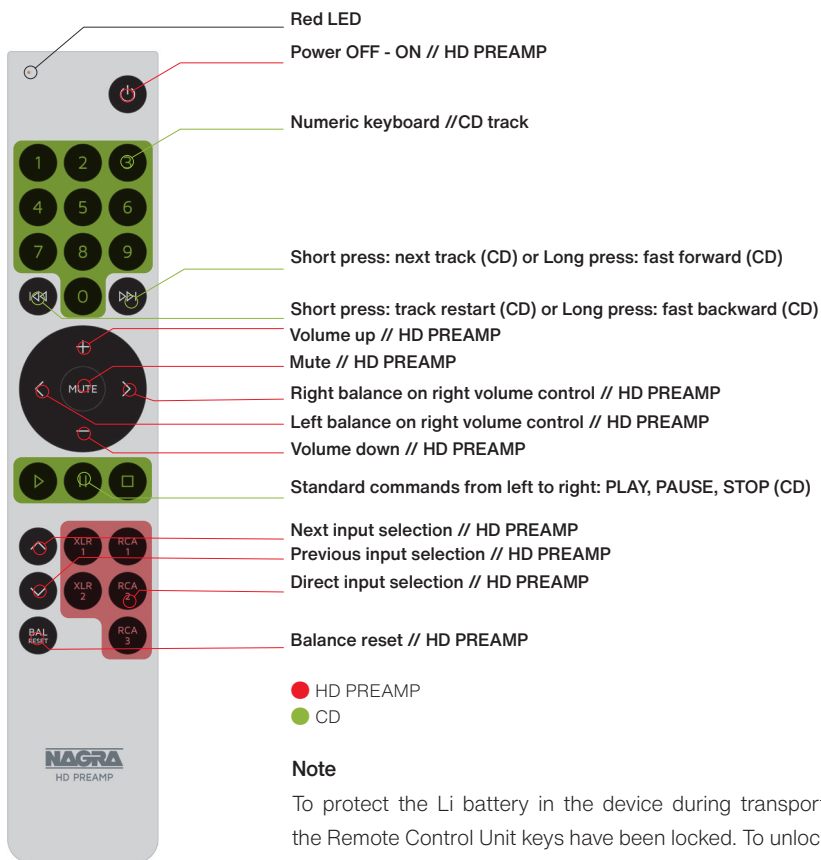 Red LED
Power OFF - ON // HD PREAMP
Numeric keyboard //CD track
1 2 3
4 5 6
7 8 9
0
Short press: next track (CD) or Long press: fast forward (CD)
Short press: track restart (CD) or Long press: fast backward (CD)
Volume up // HD PREAMP
Mute // HD PREAMP
MUTE
Right balance on right volume control // HD PREAMP
Left balance on right volume control // HD PREAMP
Volume down // HD PREAMP
Standard commands from left to right: PLAY, PAUSE, STOP (CD)
Next input selection // HD PREAMP
XLR 1
RCA 1
Previous input selection // HD PREAMP
Direct input selection // HD PREAMP
XLR 2
RCA 2
BAL RESET
RCA 3
Balance reset // HD PREAMP
HD PREAMP
CD
NAGRA
HD PREAMP
Note
To protect the Li battery in the device during transport
the Remote Control Unit keys have been locked. To unloc